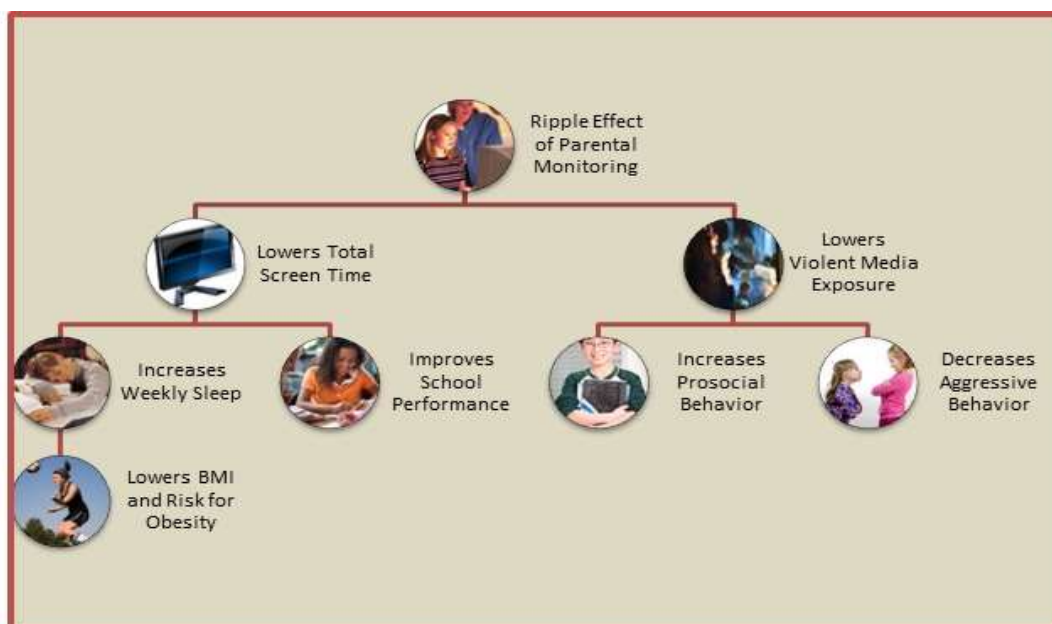 Ripple Effect
of Parental
Monitoring
Lowers Total
Screen Time
Lowers
Violent Media
Exposure
Increases
Weekly Sleep
Improves
School
Performance
Increases
Prosocial
Behavior
Decreases
Aggressive
Behavior
Lowers BMI
and Risk for
Obesity